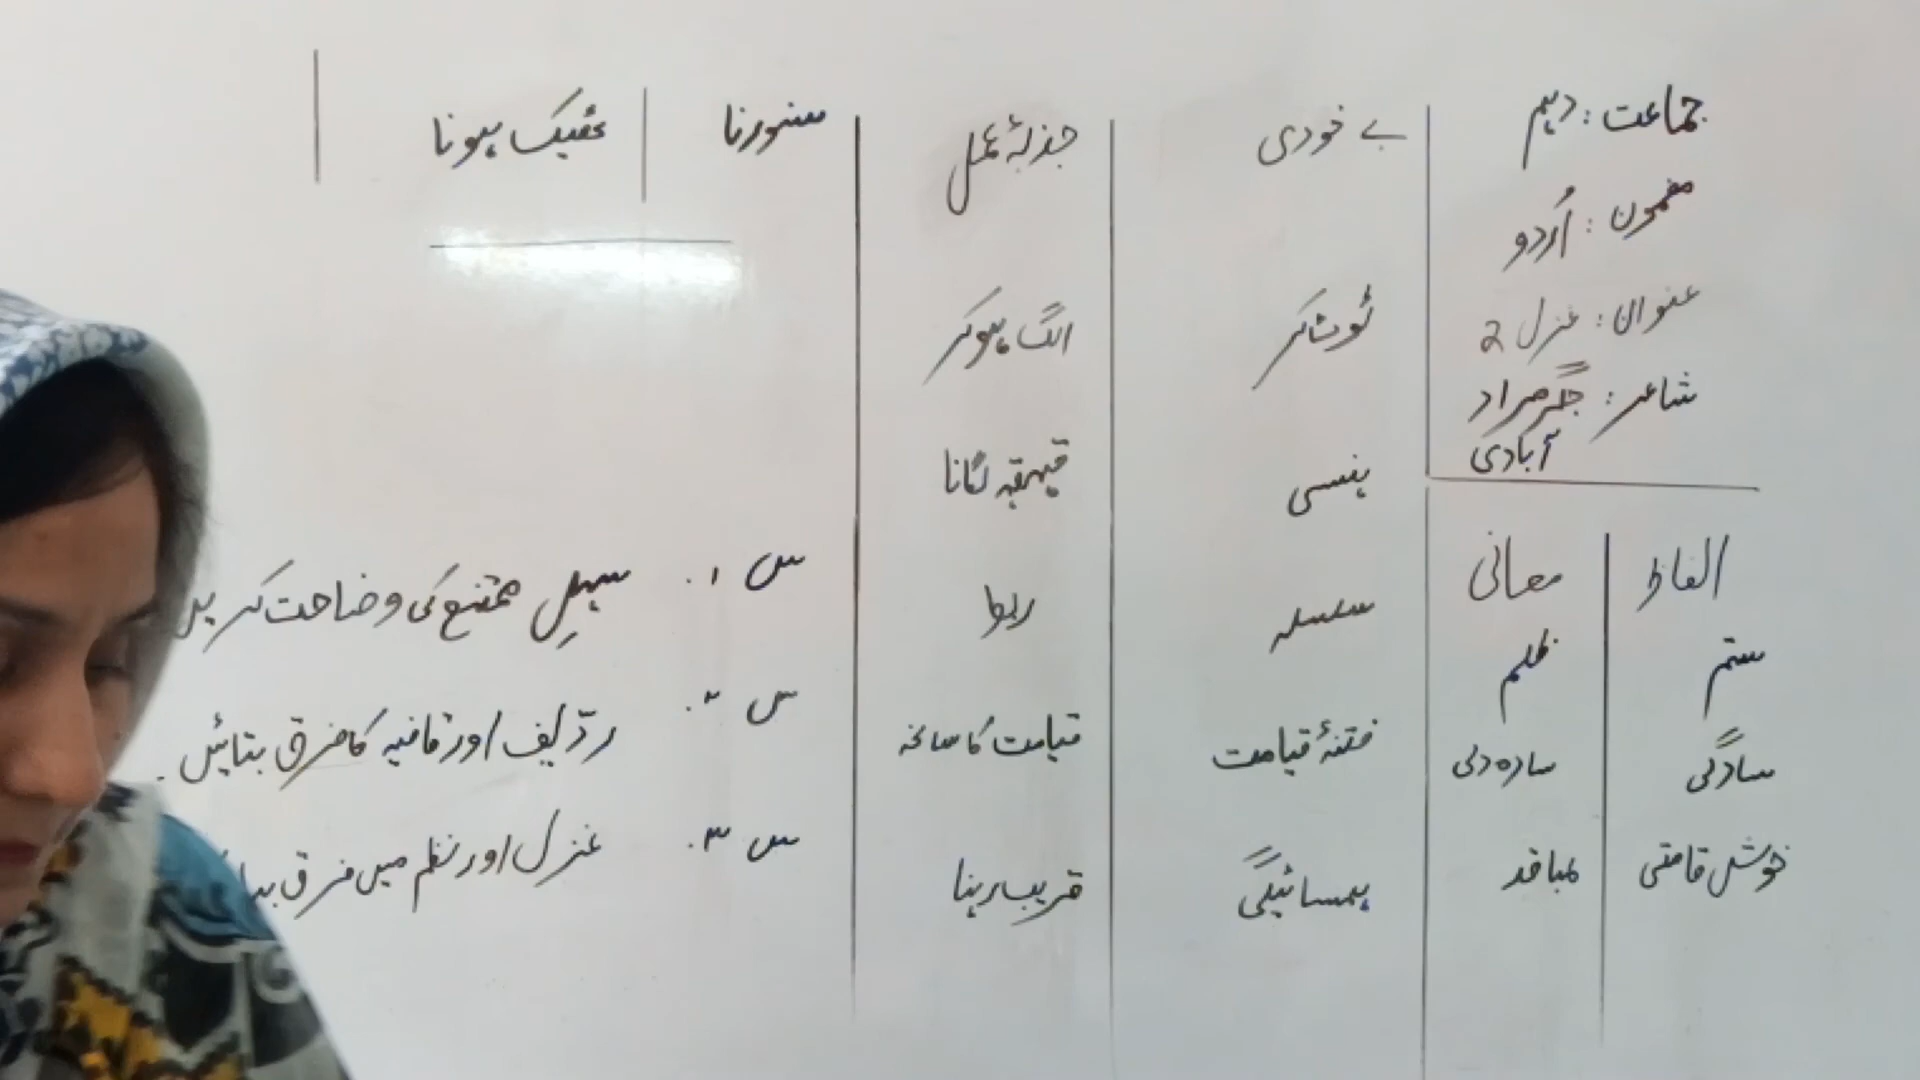 جماعت : دہم
مضمون : اُردو
عنوان : غزل 2
شاعر : جگر مراد
آبادی
الفاظ معانی
ستم ظلم
سادگی سادہ دلی
خوش قامتی لمبا قد
بے خودی جذبۂ عمل
ٹوٹ کر الگ ہو کر
ہنسی قہقہہ لگانا
سلسلہ ربط
فتنۂ قیامت قیامت کا سانحہ
ہمسائیگی قریب رہنا
سنورنا ٹھیک ہونا
س ۱. سہلِ ممتنع کی وضاحت کریں
س ۲. ردّیف اور قافیہ کا فرق بتائیں.
س ۳. غزل اور نظم میں فرق